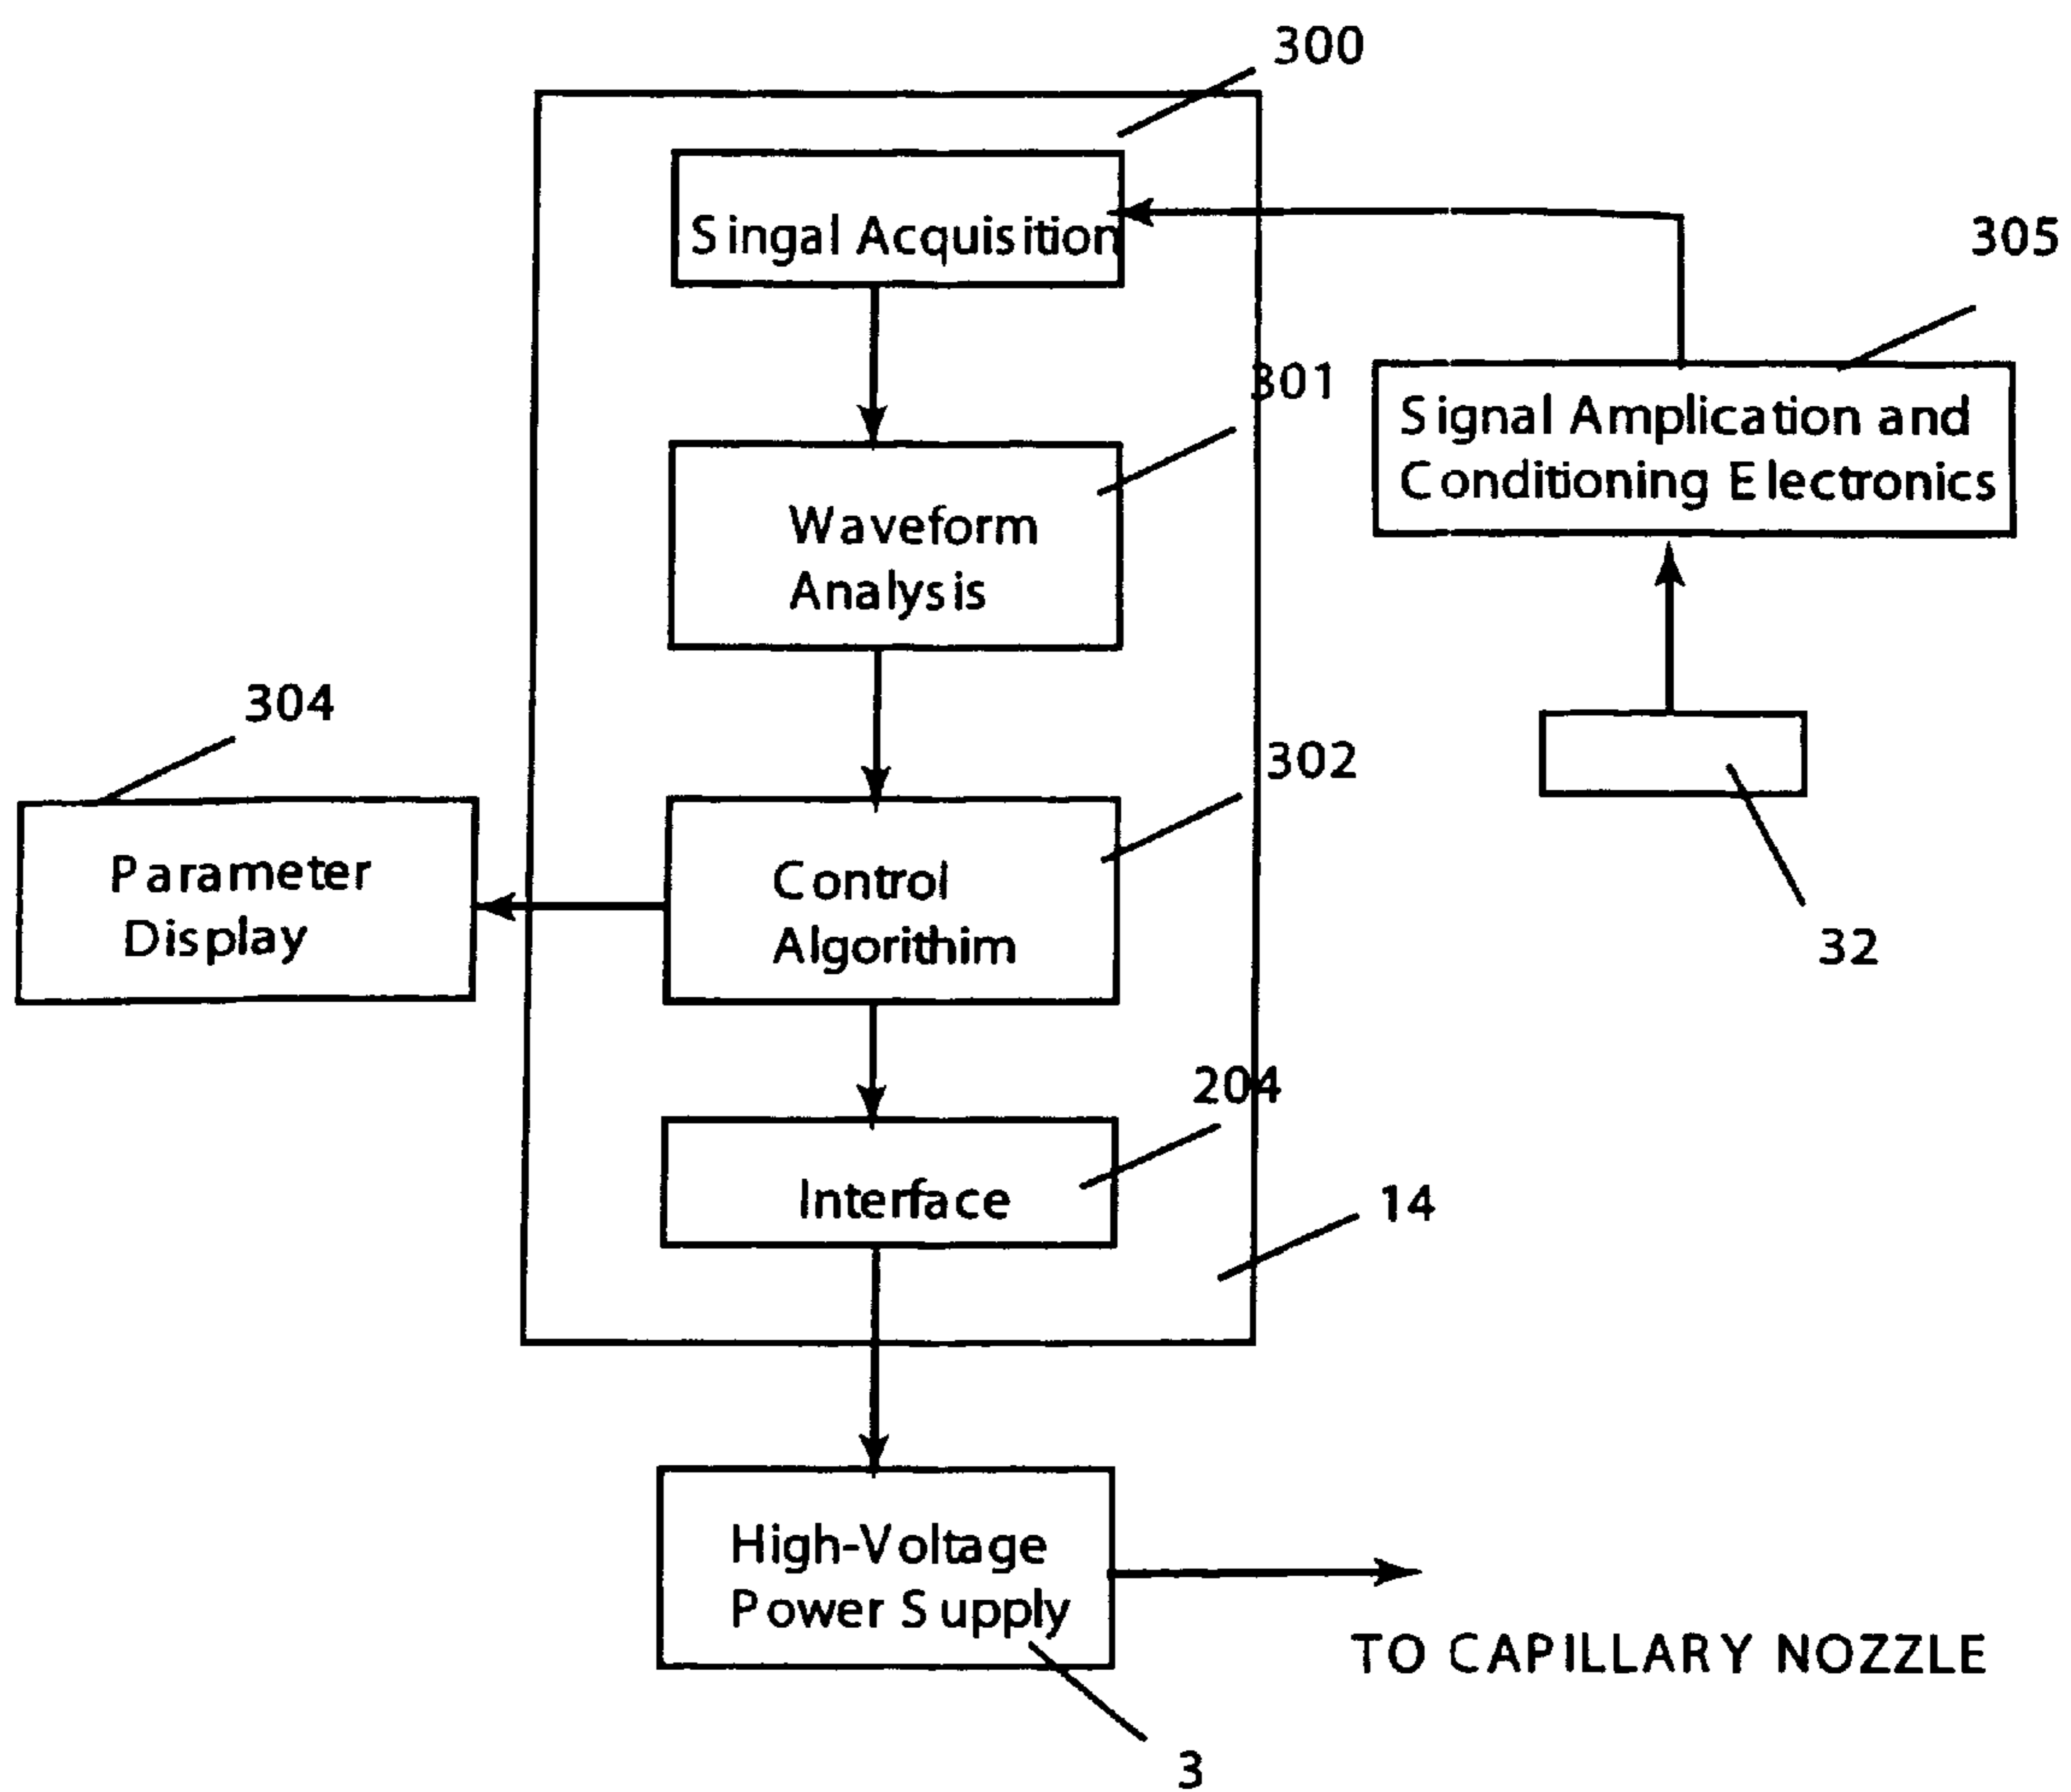 300
Singal Acquisition
305
301
Signal Amplication and
Conditioning Electronics
Waveform
Analysis
304
302
Parameter
Display
Control
Algorithim
32
204
Interface
14
High-Voltage
Power Supply
TO CAPILLARY NOZZLE
3